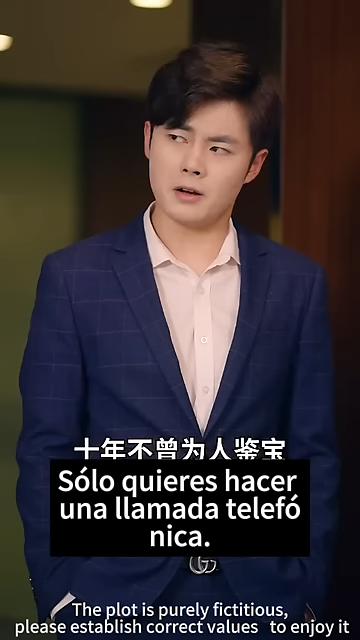 十年不曾为人鉴宝
Sólo quieres hacer
una llamada telefó
nica.
The plot is purely fictitious,
please establish correct values to enjoy it